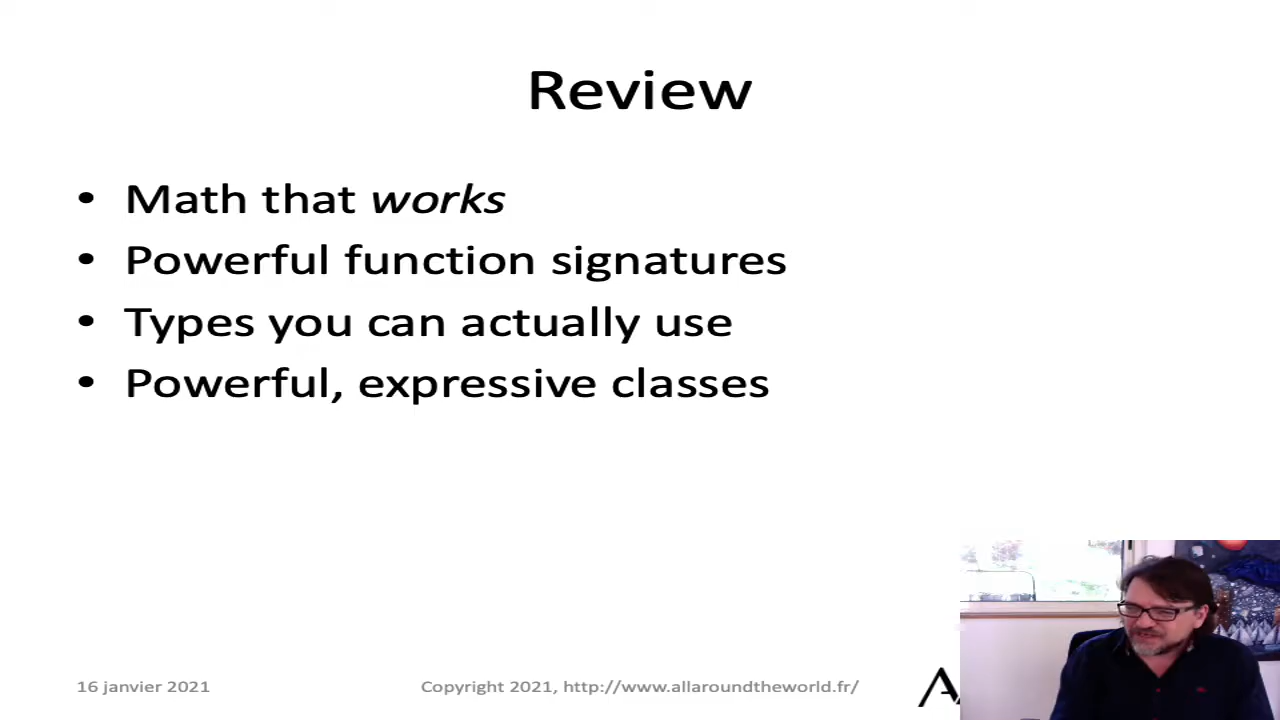 Review
• Math that works
• Powerful function signatures
• Types you can actually use
• Powerful, expressive classes
16 janvier 2021
Copyright 2021, http://www.allaroundtheworld.fr/